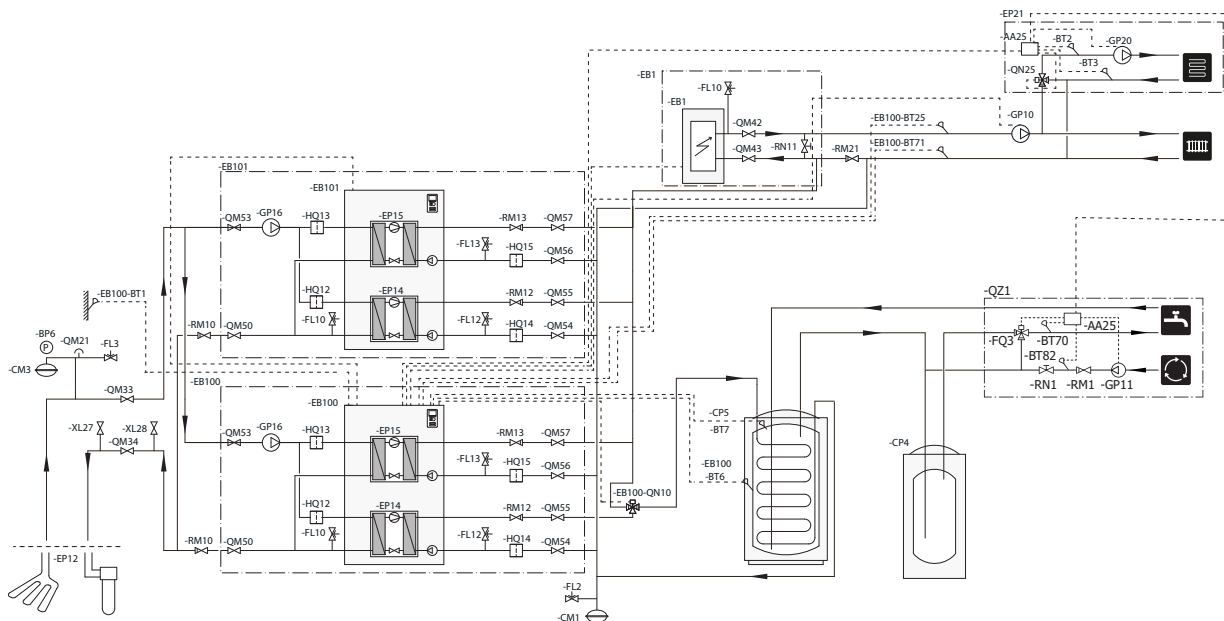 -EP21
-AA25
-BT2
-GP20
-BT3
-QN25
-EB1
-FL10
-EB1
-QM42
-EB100-BT25
-GP10
-QM43
-RN11
-RM21
-EB100-BT71
-EB101
-EB101
-QM53
-GP16
-HQ13
-EP15
-RM13
-QM57
-FL13
-HQ15
-QM56
-HQ12
-EP14
-RM12
-QM55
-RM10
-QM50
-FL10
-FL12
-HQ14
-QM54
-EB100-BT1
-BP6
P
-QM21
-FL3
-CM3
-QM33
-XL27
-XL28
-QM34
-EB100
-EB100
-QM53
-GP16
-HQ13
-EP15
-RM13
-QM57
-FL13
-HQ15
-QM56
-HQ12
-EP14
-RM12
-QM55
-RM10
-QM50
-FL10
-FL12
-HQ14
-QM54
-EP12
-EB100-QN10
-CP5
-BT7
-EB100
-BT6
-CP4
-QZ1
-AA25
-FQ3
-BT70
-BT82
-RN1
-RM1
-GP11
-FL2
-CM1